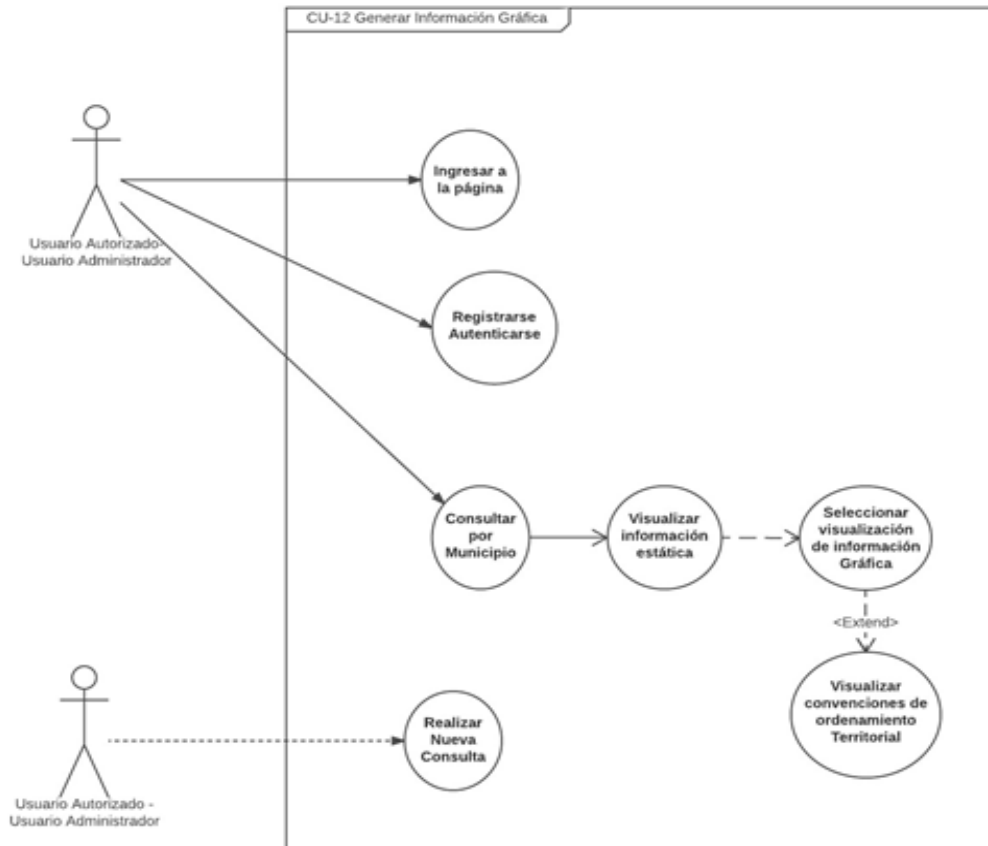 CU-12 Generar Información Gráfica
Usuario Autorizado-
Usuario Administrador
Ingresar a
la página
Registrarse
Autenticarse
Consultar
por
Municipio
Visualizar
información
estática
Seleccionar
visualización
de información
Gráfica
<Extend>
Visualizar
convenciones de
ordenamiento
Territorial
Usuario Autorizado -
Usuario Administrador
Realizar
Nueva
Consulta